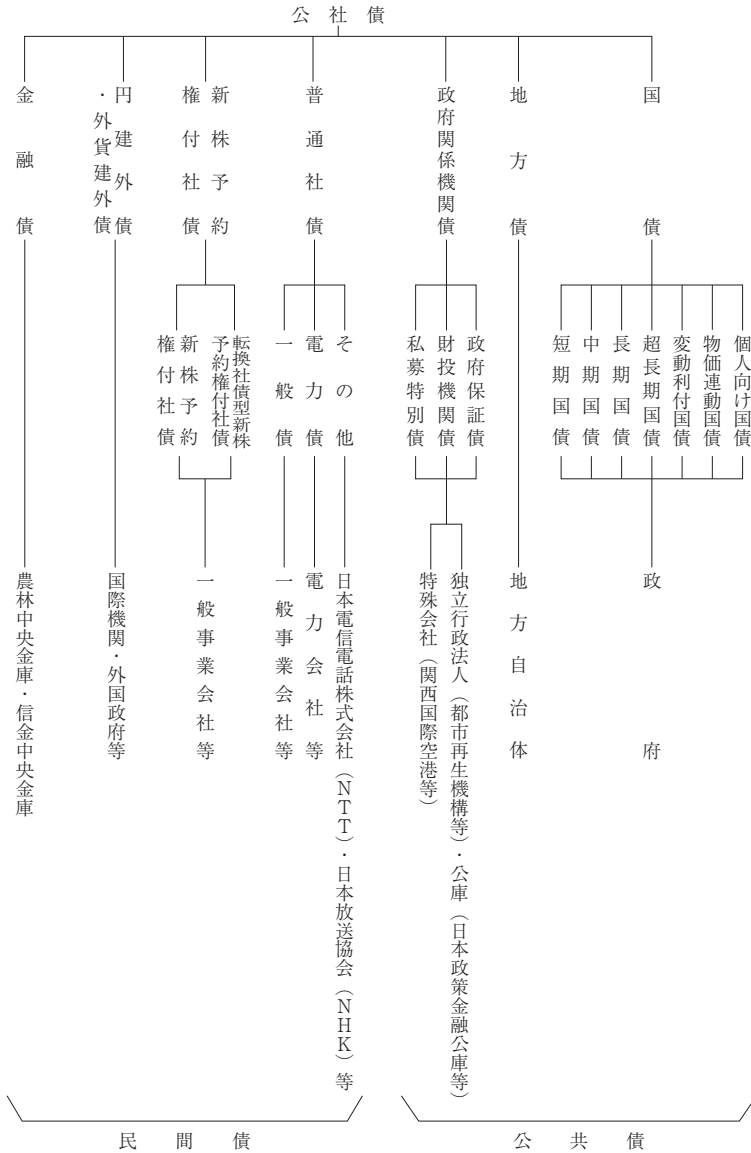 公社債
国債
地方債
政府関係機関債
普通社債
新株予約
権付社債
円建外債
・外貨建外債
金融債
個人向け国債
物価連動国債
変動利付国債
超長期国債
長期国債
中期国債
短期国債
政府保証債
財投機関債
私募特別債
その他
電力債
一般債
転換社債型新株
予約権付社債
新株予約
権付社債
政府
地方自治体
独立行政法人（都市再生機構等）・公庫（日本政策金融公庫等）
特殊会社（関西国際空港等）
日本電信電話株式会社（ＮＴＴ）・日本放送協会（ＮＨＫ）等
電力会社等
一般事業会社等
一般事業会社等
国際機関・外国政府等
農林中央金庫・信金中央金庫
公共債
民間債